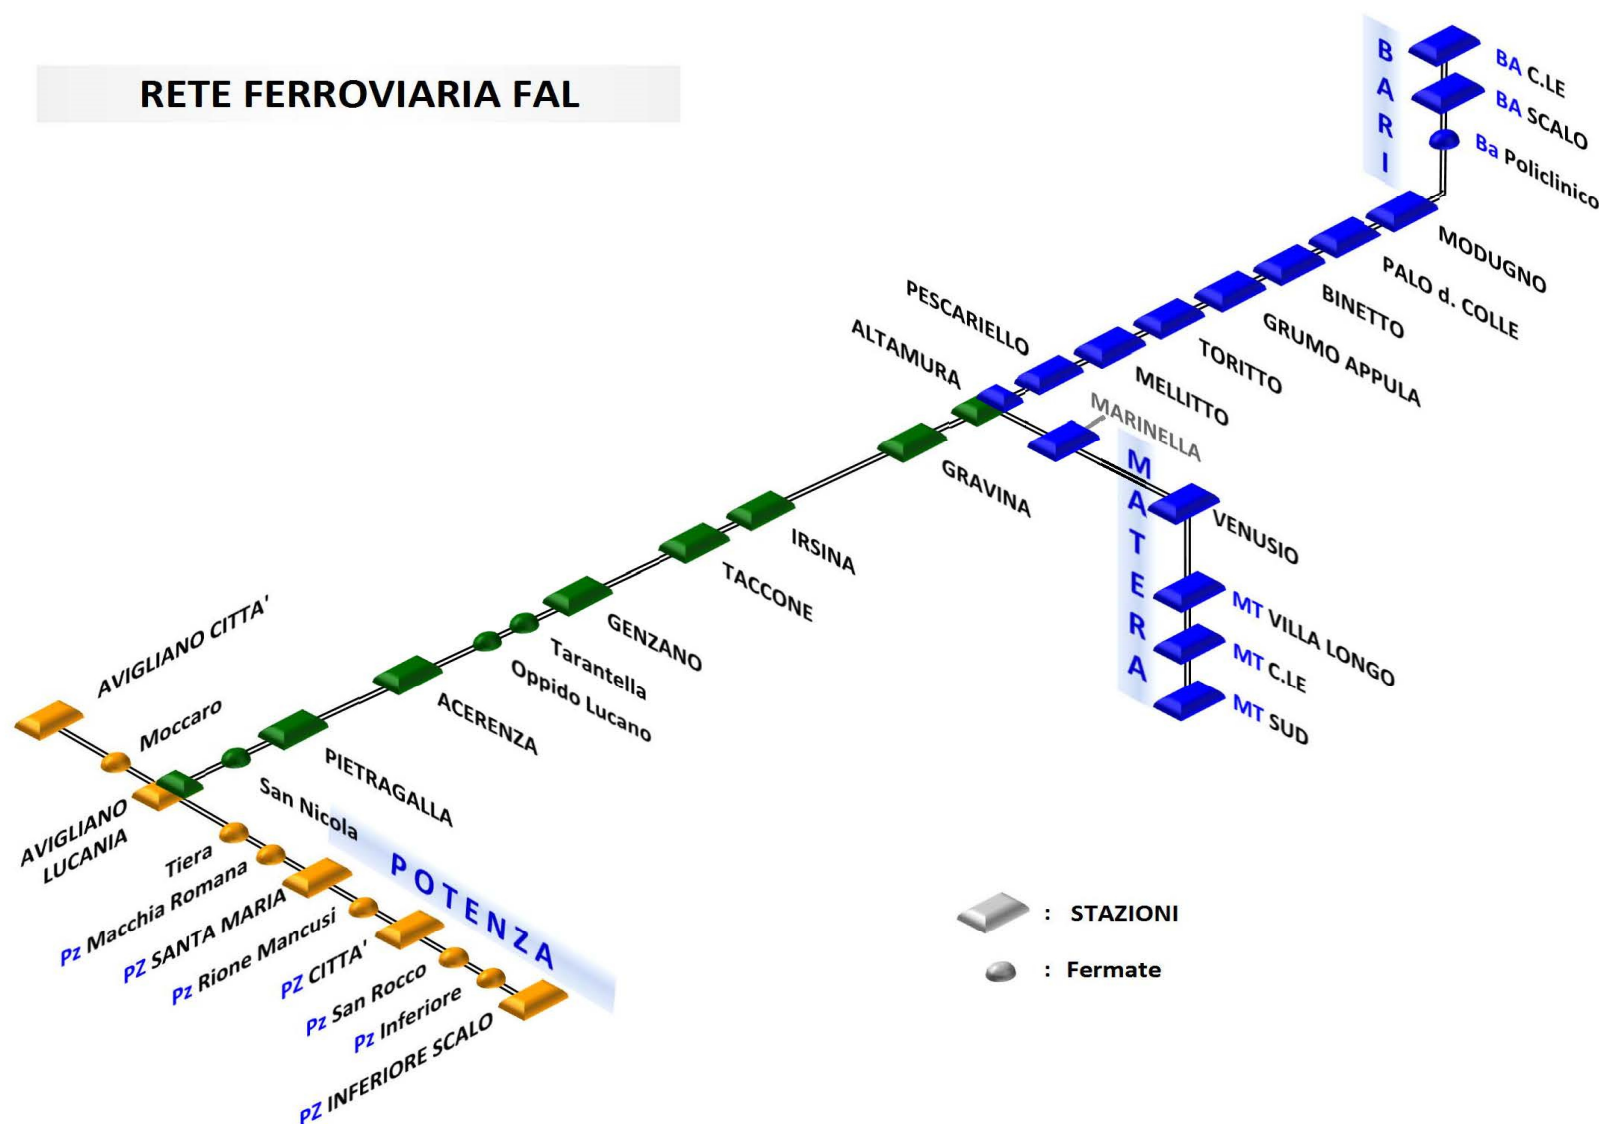 RETE FERROVIARIA FAL
BARI
BA C.LE
BA SCALO
Ba Policlinico
MODUGNO
PALO d. COLLE
BINETTO
GRUMO APPULA
TORITTO
MELLITTO
PESCARIELLO
ALTAMURA
MARINELLA
MATERA
VENUSIO
MT VILLA LONGO
MT C.LE
MT SUD
GRAVINA
IRSINA
TACCONE
GENZANO
Tarantella
Oppido Lucano
ACERENZA
PIETRAGALLA
San Nicola
AVIGLIANO CITTA'
Moccaro
AVIGLIANO
LUCANIA
Tiera
Pz Macchia Romana
PZ SANTA MARIA
Pz Rione Mancusi
PZ CITTA'
Pz San Rocco
Pz Inferiore
PZ INFERIORE SCALO
POTENZA
: STAZIONI
: Fermate